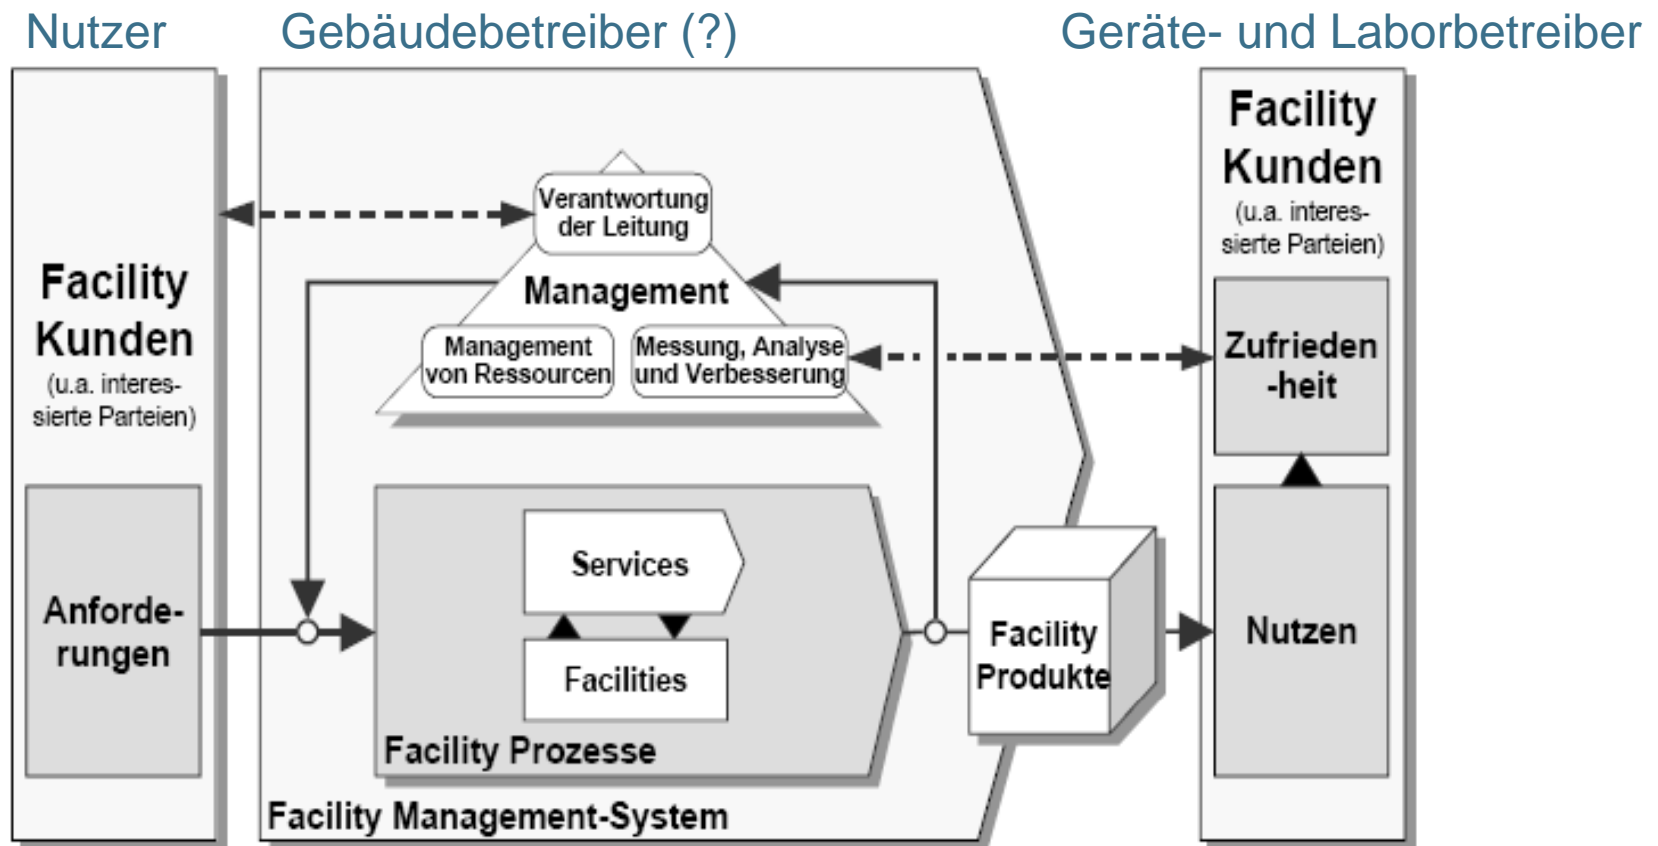 Nutzer
Gebäudebetreiber (?)
Geräte- und Laborbetreiber
Facility
Kunden
(u.a. interes-
sierte Parteien)
Anforde-
rungen
Verantwortung
der Leitung
Management
Management
von Ressourcen
Messung, Analyse
und Verbesserung
Services
Facilities
Facility Prozesse
Facility Management-System
Facility
Produkte
Facility
Kunden
(u.a. interes-
sierte Parteien)
Zufrieden
-heit
Nutzen